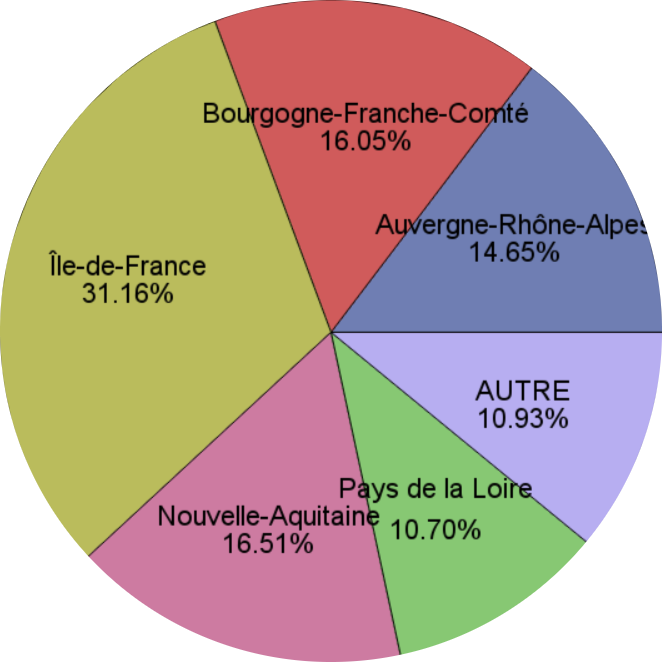 Bourgogne-Franche-Comté
16.05%
Auvergne-Rhône-Alpes
14.65%
Île-de-France
31.16%
AUTRE
10.93%
Pays de la Loire
10.70%
Nouvelle-Aquitaine
16.51%